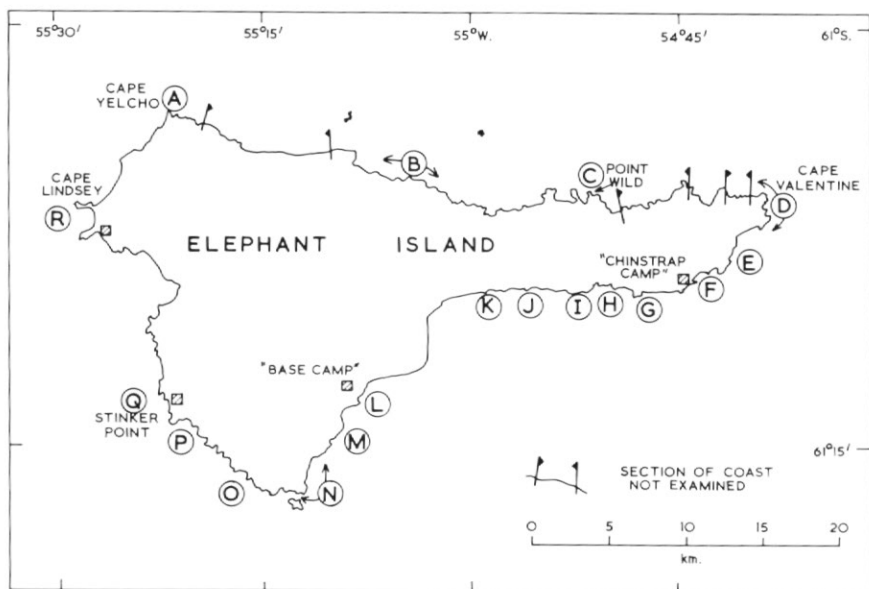 55°30'
55°15'
55°W.
54°45'
61°S.
CAPE
YELCHO
A
B
C
POINT
WILD
CAPE
VALENTINE
D
CAPE
LINDSEY
R
ELEPHANT ISLAND
"CHINSTRAP
CAMP"
E
F
G
H
I
J
K
"BASE CAMP"
L
Q
STINKER
POINT
P
M
O
N
61°15'
SECTION OF COAST
NOT EXAMINED
0 5 10 15 20
km.